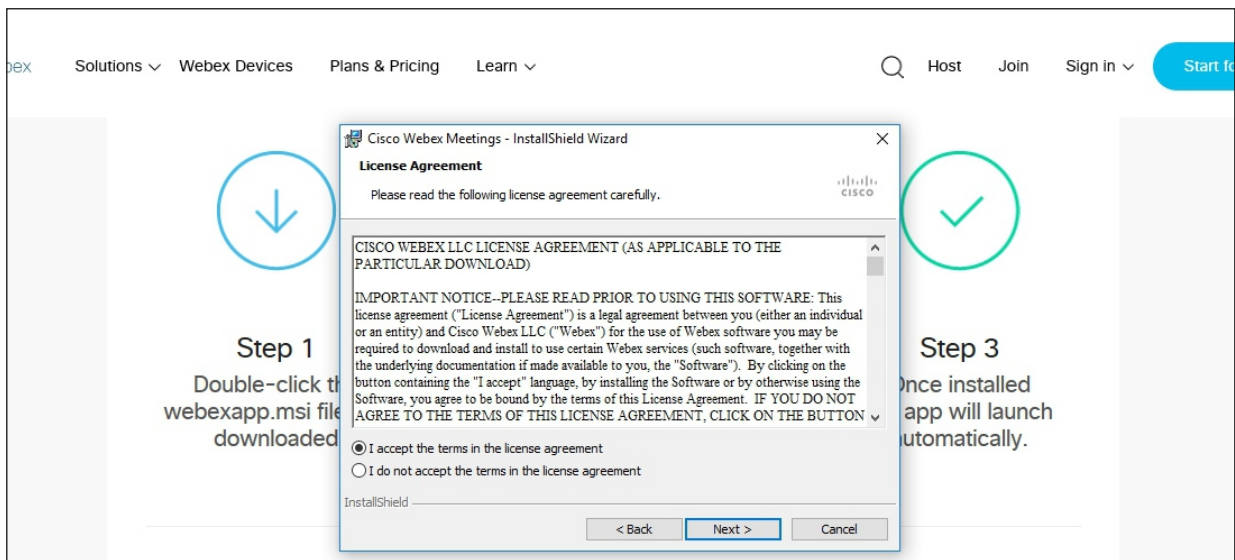 Solutions Webex Devices Plans & Pricing Learn Host Join Sign in Start
Cisco Webex Meetings - InstallShield Wizard
License Agreement
Please read the following license agreement carefully.
CISCO
CISCO WEBEX LLC LICENSE AGREEMENT (AS APPLICABLE TO THE
PARTICULAR DOWNLOAD)
IMPORTANT NOTICE--PLEASE READ PRIOR TO USING THIS SOFTWARE: This
license agreement ("License Agreement") is a legal agreement between you (either an individual
or an entity) and Cisco Webex LLC ("Webex") for the use of Webex software you may be
required to download and install to use certain Webex services (such software, together with
the underlying documentation if made available to you, the "Software"). By clicking on the
button containing the "I accept" language, by installing the Software or by otherwise using the
Software, you agree to be bound by the terms of this License Agreement. IF YOU DO NOT
AGREE TO THE TERMS OF THIS LICENSE AGREEMENT, CLICK ON THE BUTTON
I accept the terms in the license agreement
I do not accept the terms in the license agreement
InstallShield
< Back Next > Cancel
Step 1
Double-click
webexapp.msi
downloaded
Step 3
Once installed
app will launch
automatically.